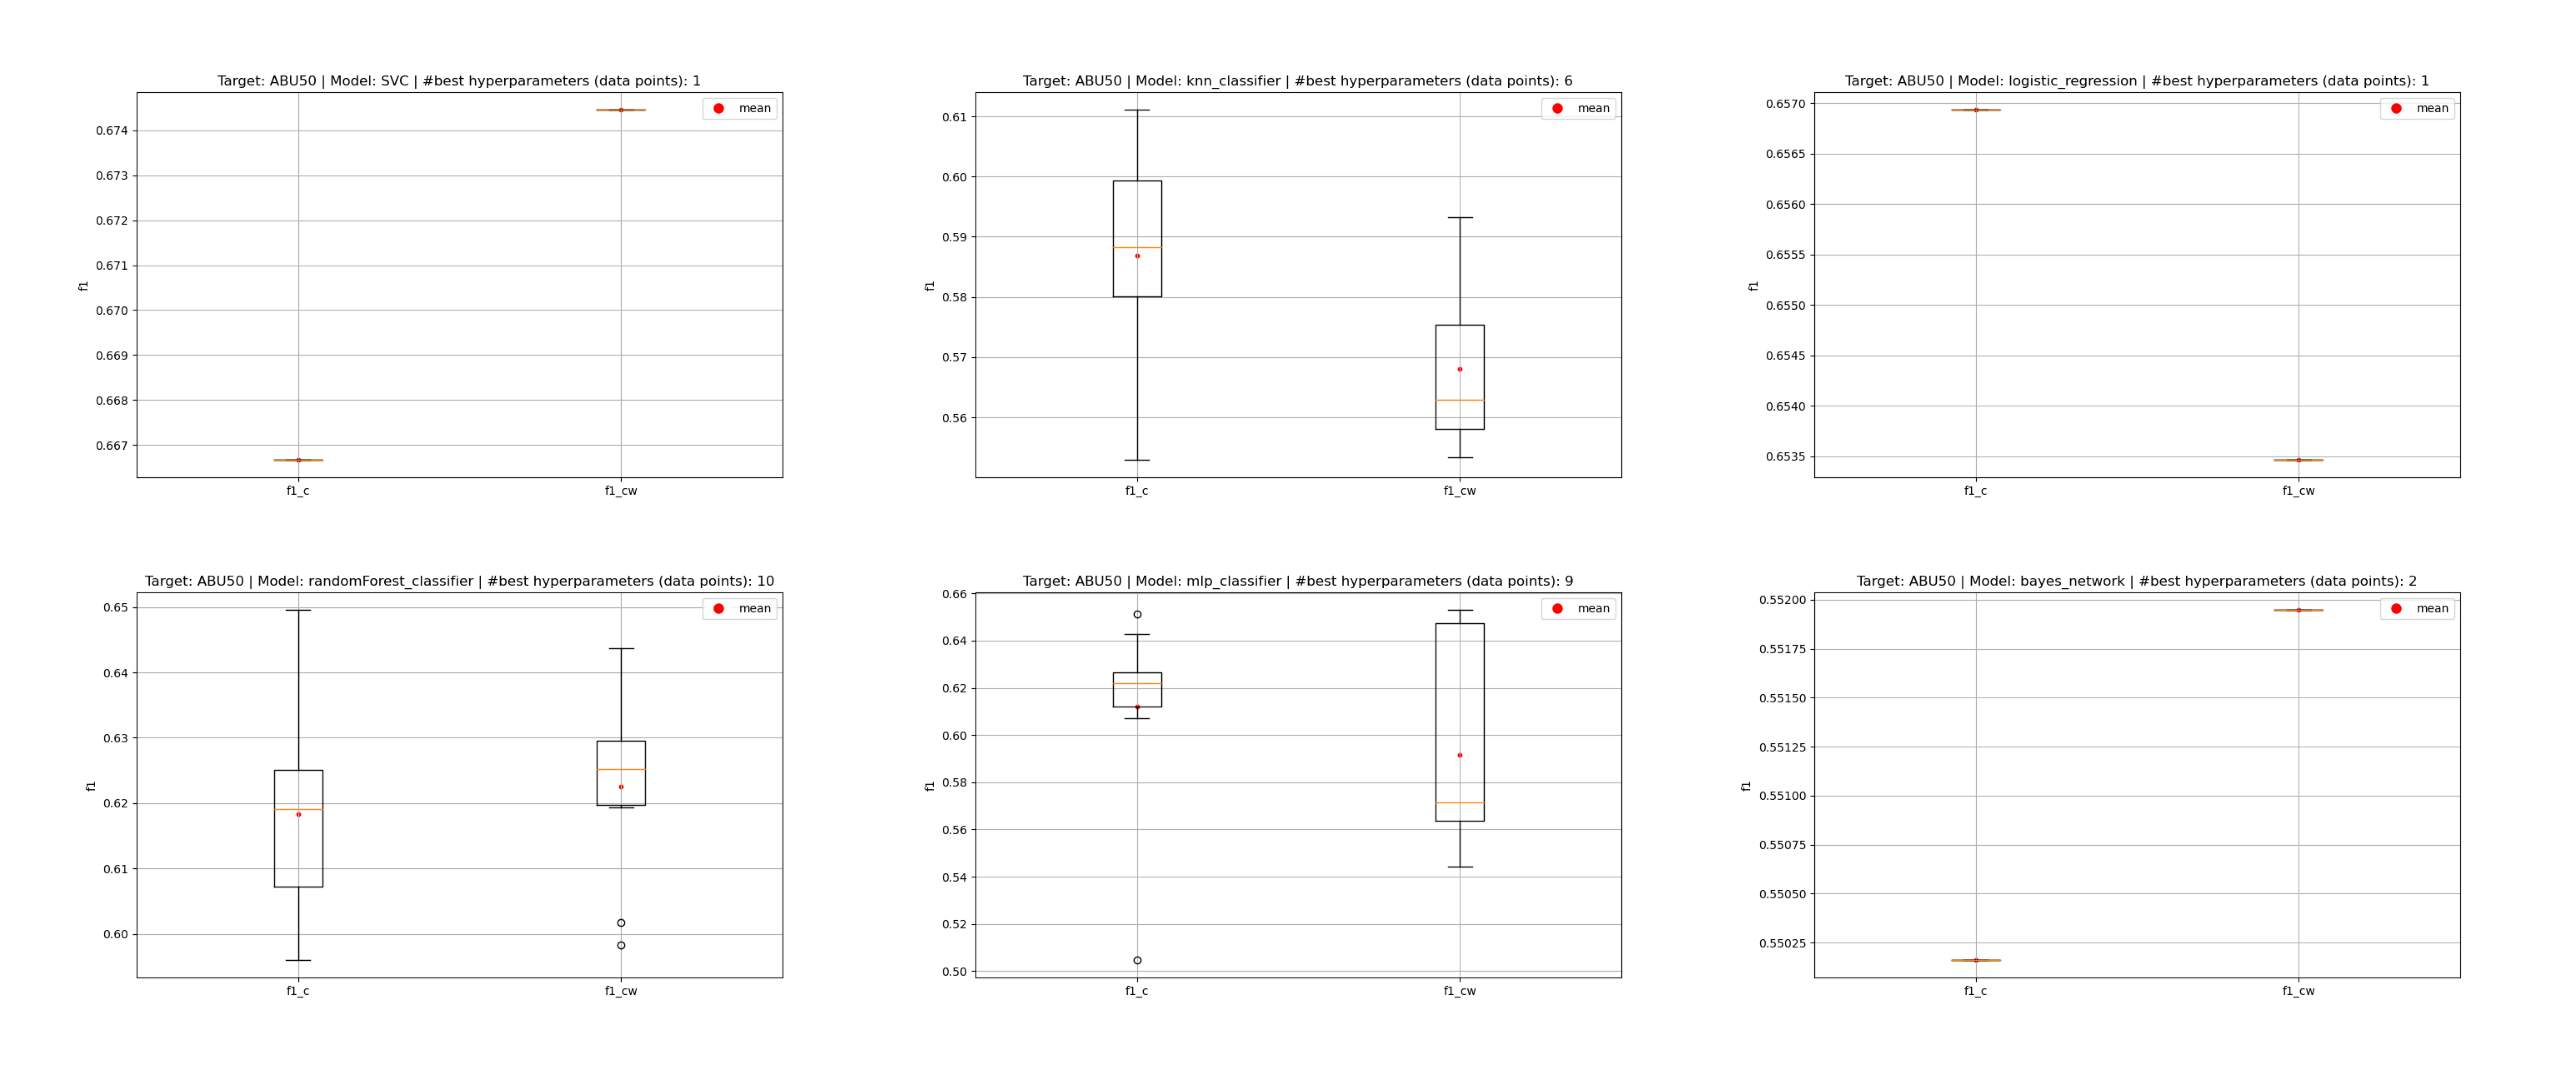 Target: ABU50 | Model: SVC | #best hyperparameters (data points): 1
mean
0.674
0.673
0.672
0.671
0.670
0.669
0.668
0.667
f1
f1_c
f1_cw
Target: ABU50 | Model: knn_classifier | #best hyperparameters (data points): 6
mean
0.61
0.60
0.59
0.58
0.57
0.56
f1
f1_c
f1_cw
Target: ABU50 | Model: logistic_regression | #best hyperparameters (data points): 1
mean
0.6570
0.6565
0.6560
0.6555
0.6550
0.6545
0.6540
0.6535
f1
f1_c
f1_cw
Target: ABU50 | Model: randomForest_classifier | #best hyperparameters (data points): 10
mean
0.65
0.64
0.63
0.62
0.61
0.60
f1
f1_c
f1_cw
Target: ABU50 | Model: mlp_classifier | #best hyperparameters (data points): 9
mean
0.66
0.64
0.62
0.60
0.58
0.56
0.54
0.52
0.50
f1
f1_c
f1_cw
Target: ABU50 | Model: bayes_network | #best hyperparameters (data points): 2
mean
0.55200
0.55175
0.55150
0.55125
0.55100
0.55075
0.55050
0.55025
f1
f1_c
f1_cw